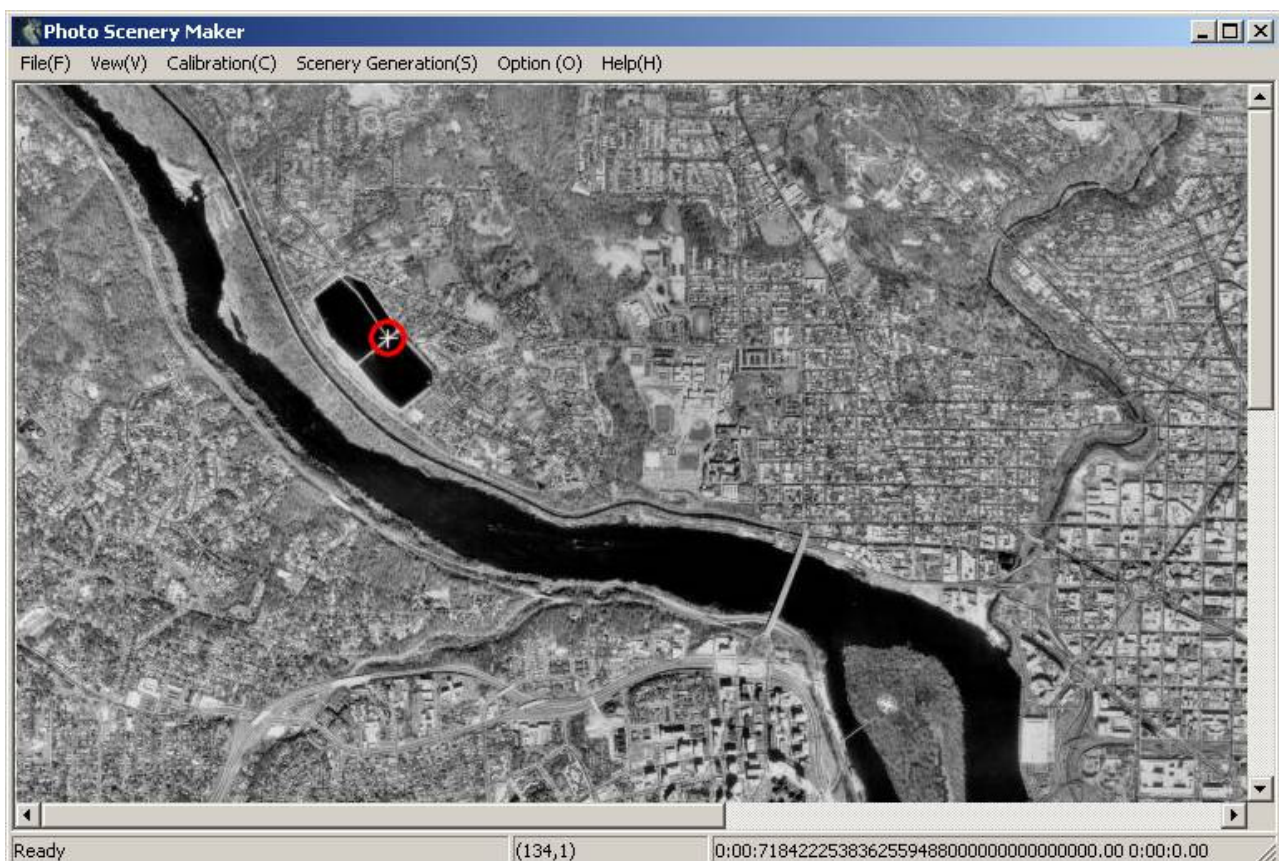 Photo Scenery Maker
File(F) Vew(V) Calibration(C) Scenery Generation(S) Option (O) Help(H)
Ready (134,1) 0:00:7184222538362559488000000000000000.00 0:00:0.00